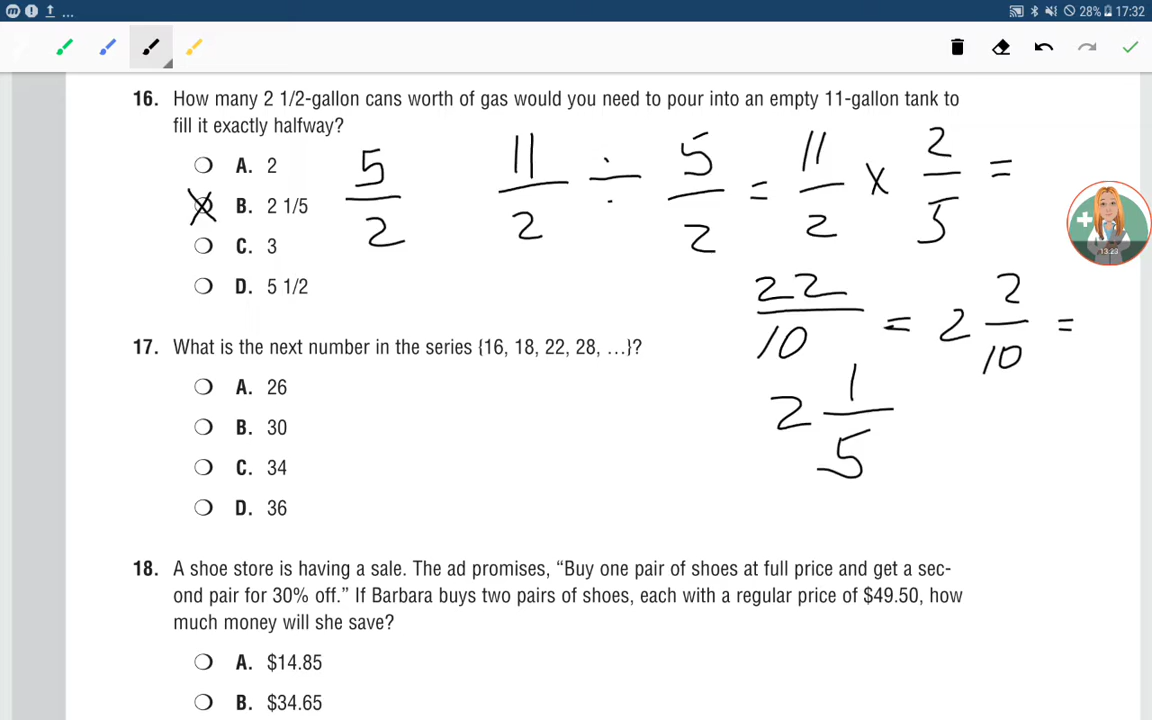 ... 28% 17:32
16. How many 2 1/2-gallon cans worth of gas would you need to pour into an empty 11-gallon tank to
fill it exactly halfway?
A. 2
B. 2 1/5
C. 3
D. 5 1/2
5/2
11/2 ÷ 5/2 = 11/2 x 2/5 =
22/10 = 2 2/10 =
2 1/5
13:23
17. What is the next number in the series {16, 18, 22, 28, …}?
A. 26
B. 30
C. 34
D. 36
18. A shoe store is having a sale. The ad promises, “Buy one pair of shoes at full price and get a sec-
ond pair for 30% off.” If Barbara buys two pairs of shoes, each with a regular price of $49.50, how
much money will she save?
A. $14.85
B. $34.65